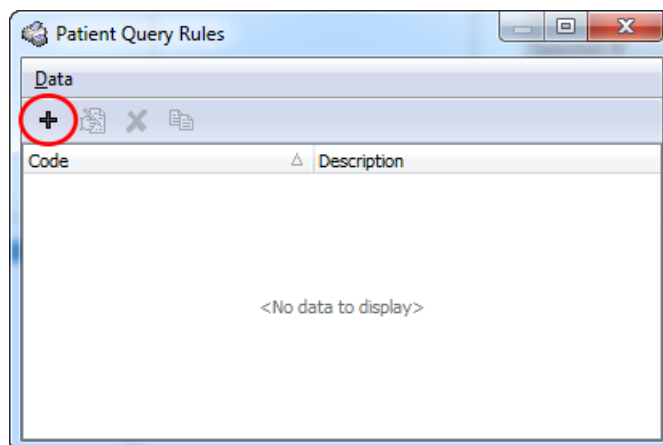 Patient Query Rules
Data
Code Description
<No data to display>